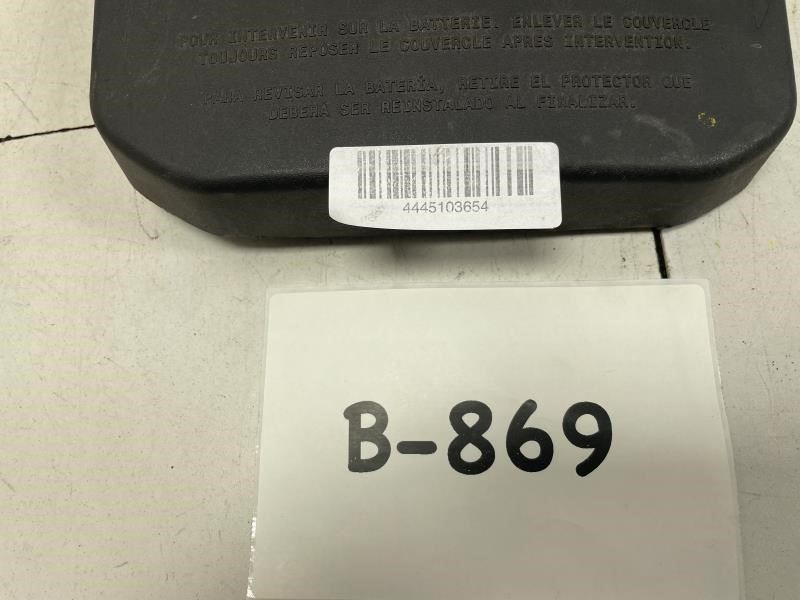 POUR INTERVENIR SUR LA BATTERIE, ENLEVER LE COUVERCLE
TOUJOURS REPOSER LE COUVERCLE APRES INTERVENTION.
PARA REVISAR LA BATERÍA, RETIRE EL PROTECTOR QUE
DEBERA SER REINSTALADO AL FINALIZAR.
4445103654
B-869